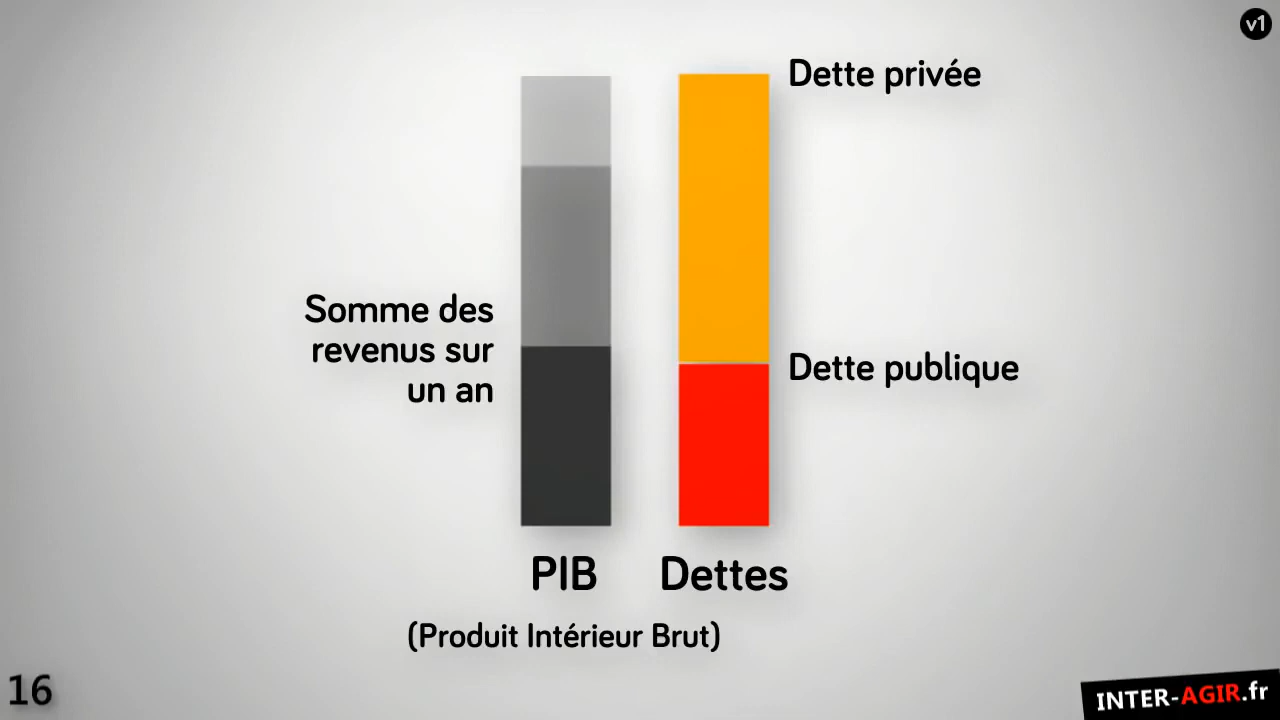 v1
Dette privée
Somme des
revenus sur
un an
Dette publique
PIB
Dettes
(Produit Intérieur Brut)
16
INTER-AGIR.fr